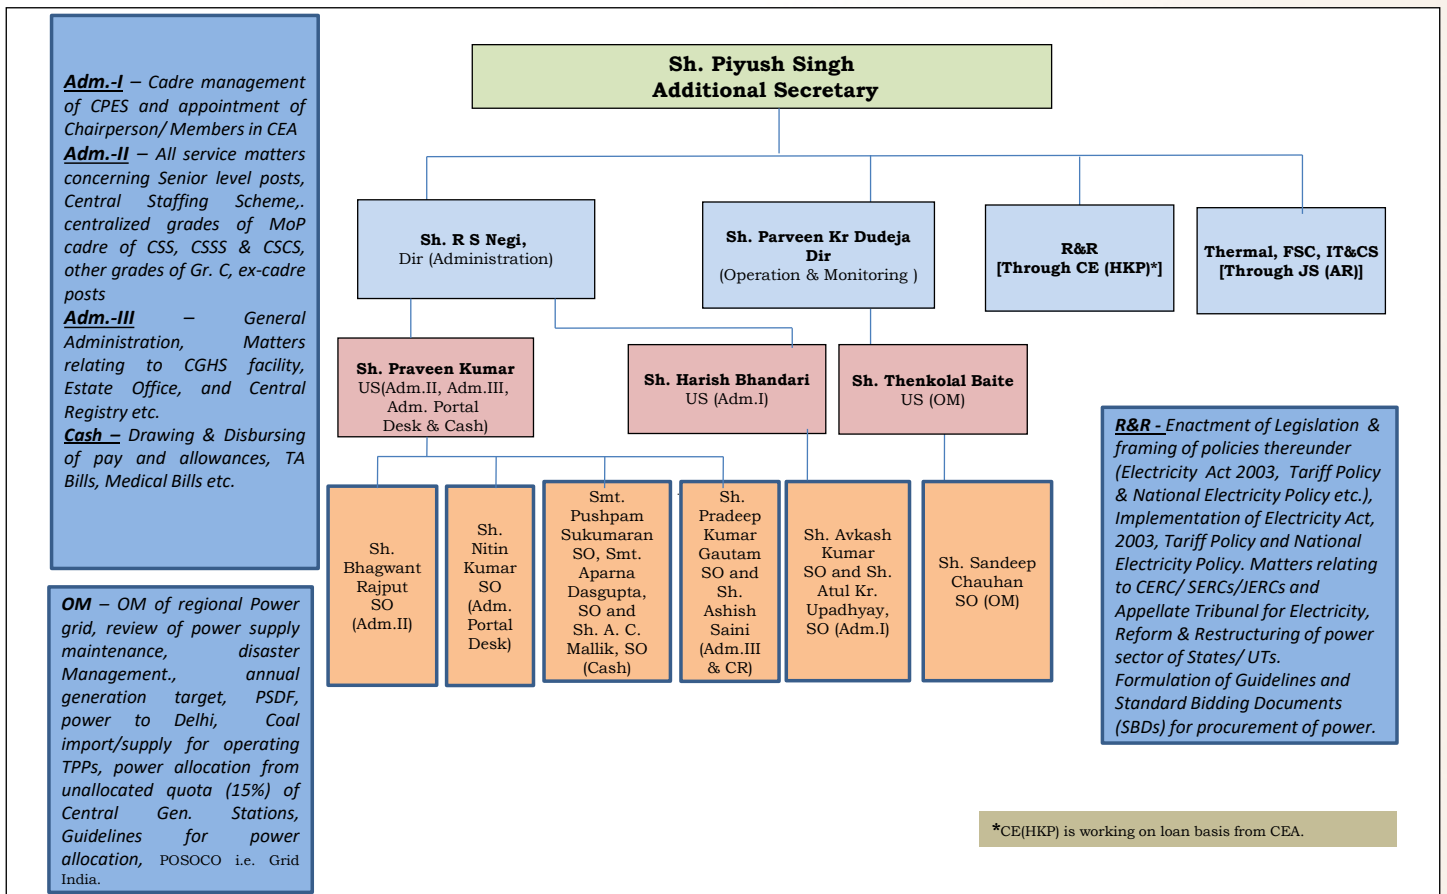 Adm.-I – Cadre management
of CPES and appointment of
Chairperson/ Members in CEA
Adm.-II – All service matters
concerning Senior level posts,
Central Staffing Scheme,.
centralized grades of MoP
cadre of CSS, CSSS & CSCS,
other grades of Gr. C, ex-cadre
posts
Adm.-III – General
Administration, Matters
relating to CGHS facility,
Estate Office, and Central
Registry etc.
Cash – Drawing & Disbursing
of pay and allowances, TA
Bills, Medical Bills etc.
OM – OM of regional Power
grid, review of power supply
maintenance, disaster
Management., annual
generation target, PSDF,
power to Delhi, Coal
import/supply for operating
TPPs, power allocation from
unallocated quota (15%) of
Central Gen. Stations,
Guidelines for power
allocation, POSOCO i.e. Grid
India.
Sh. Piyush Singh
Additional Secretary
Sh. R S Negi,
Dir (Administration)
Sh. Parveen Kr Dudeja
Dir
(Operation & Monitoring )
R&R
[Through CE (HKP)*]
Thermal, FSC, IT&CS
[Through JS (AR)]
Sh. Praveen Kumar
US(Adm.II, Adm.III,
Adm. Portal
Desk & Cash)
Sh. Harish Bhandari
US (Adm.I)
Sh. Thenkolal Baite
US (OM)
Sh.
Bhagwant
Rajput
SO
(Adm.II)
Sh.
Nitin
Kumar
SO
(Adm.
Portal
Desk)
Smt.
Pushpam
Sukumaran
SO, Smt.
Aparna
Dasgupta,
SO and
Sh. A. C.
Mallik, SO
(Cash)
Sh.
Pradeep
Kumar
Gautam
SO and
Sh.
Ashish
Saini
(Adm.III
& CR)
Sh. Avkash
Kumar
SO and Sh.
Atul Kr.
Upadhyay,
SO (Adm.I)
Sh. Sandeep
Chauhan
SO (OM)
R&R - Enactment of Legislation &
framing of policies thereunder
(Electricity Act 2003, Tariff Policy
& National Electricity Policy etc.),
Implementation of Electricity Act,
2003, Tariff Policy and National
Electricity Policy. Matters relating
to CERC/ SERCs/JERCs and
Appellate Tribunal for Electricity,
Reform & Restructuring of power
sector of States/ UTs.
Formulation of Guidelines and
Standard Bidding Documents
(SBDs) for procurement of power.
*CE(HKP) is working on loan basis from CEA.